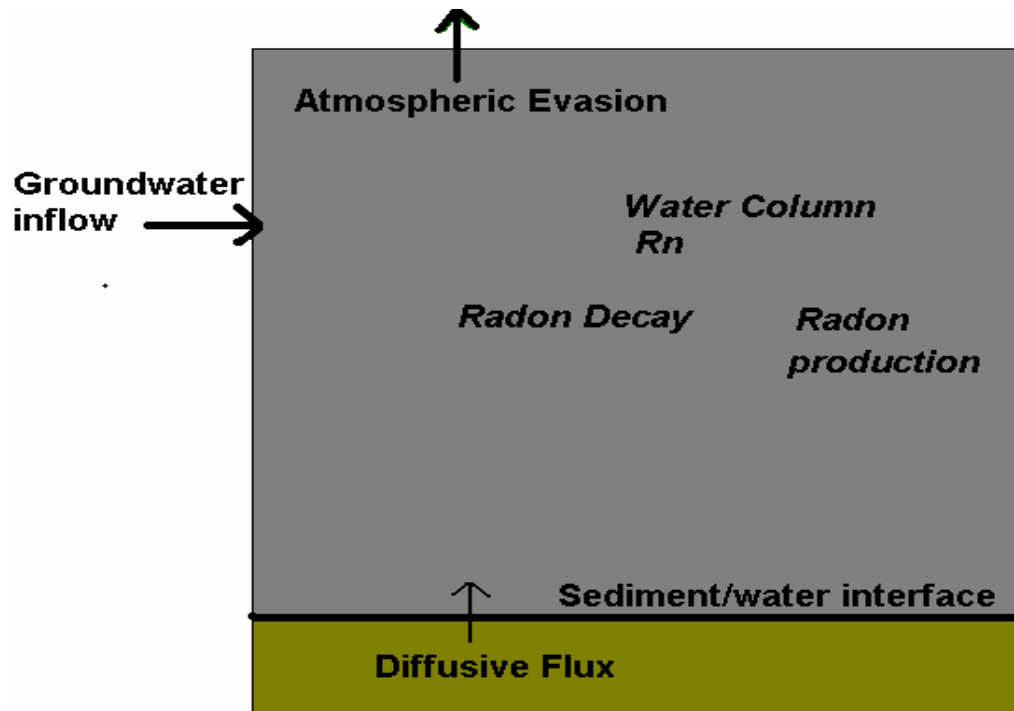 Atmospheric Evasion
Groundwater
inflow
Water Column
Rn
Radon Decay
Radon
production
Sediment/water interface
Diffusive Flux